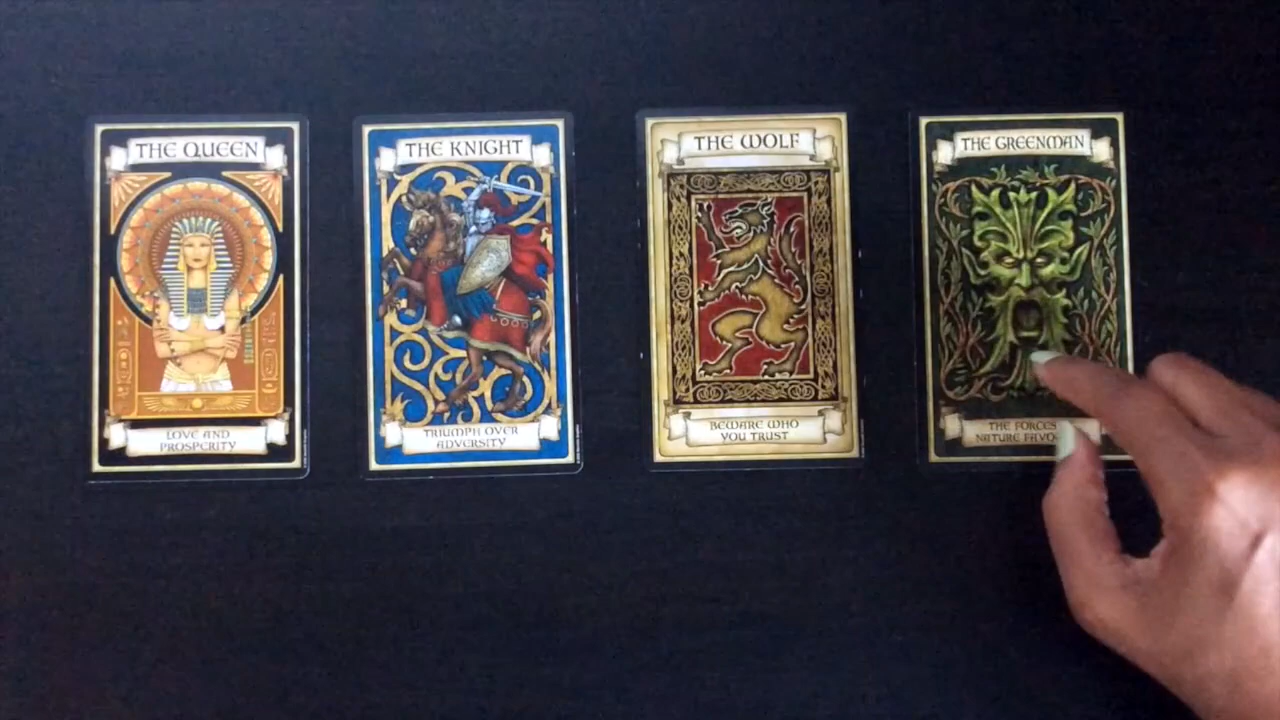 THE QUEEN
LOVE AND
PROSPERITY
THE KNIGHT
TRIUMPH OVER
ADVERSITY
THE WOLF
BEWARE WHO
YOU TRUST
THE GREENMAN
THE FORCES
NATURE